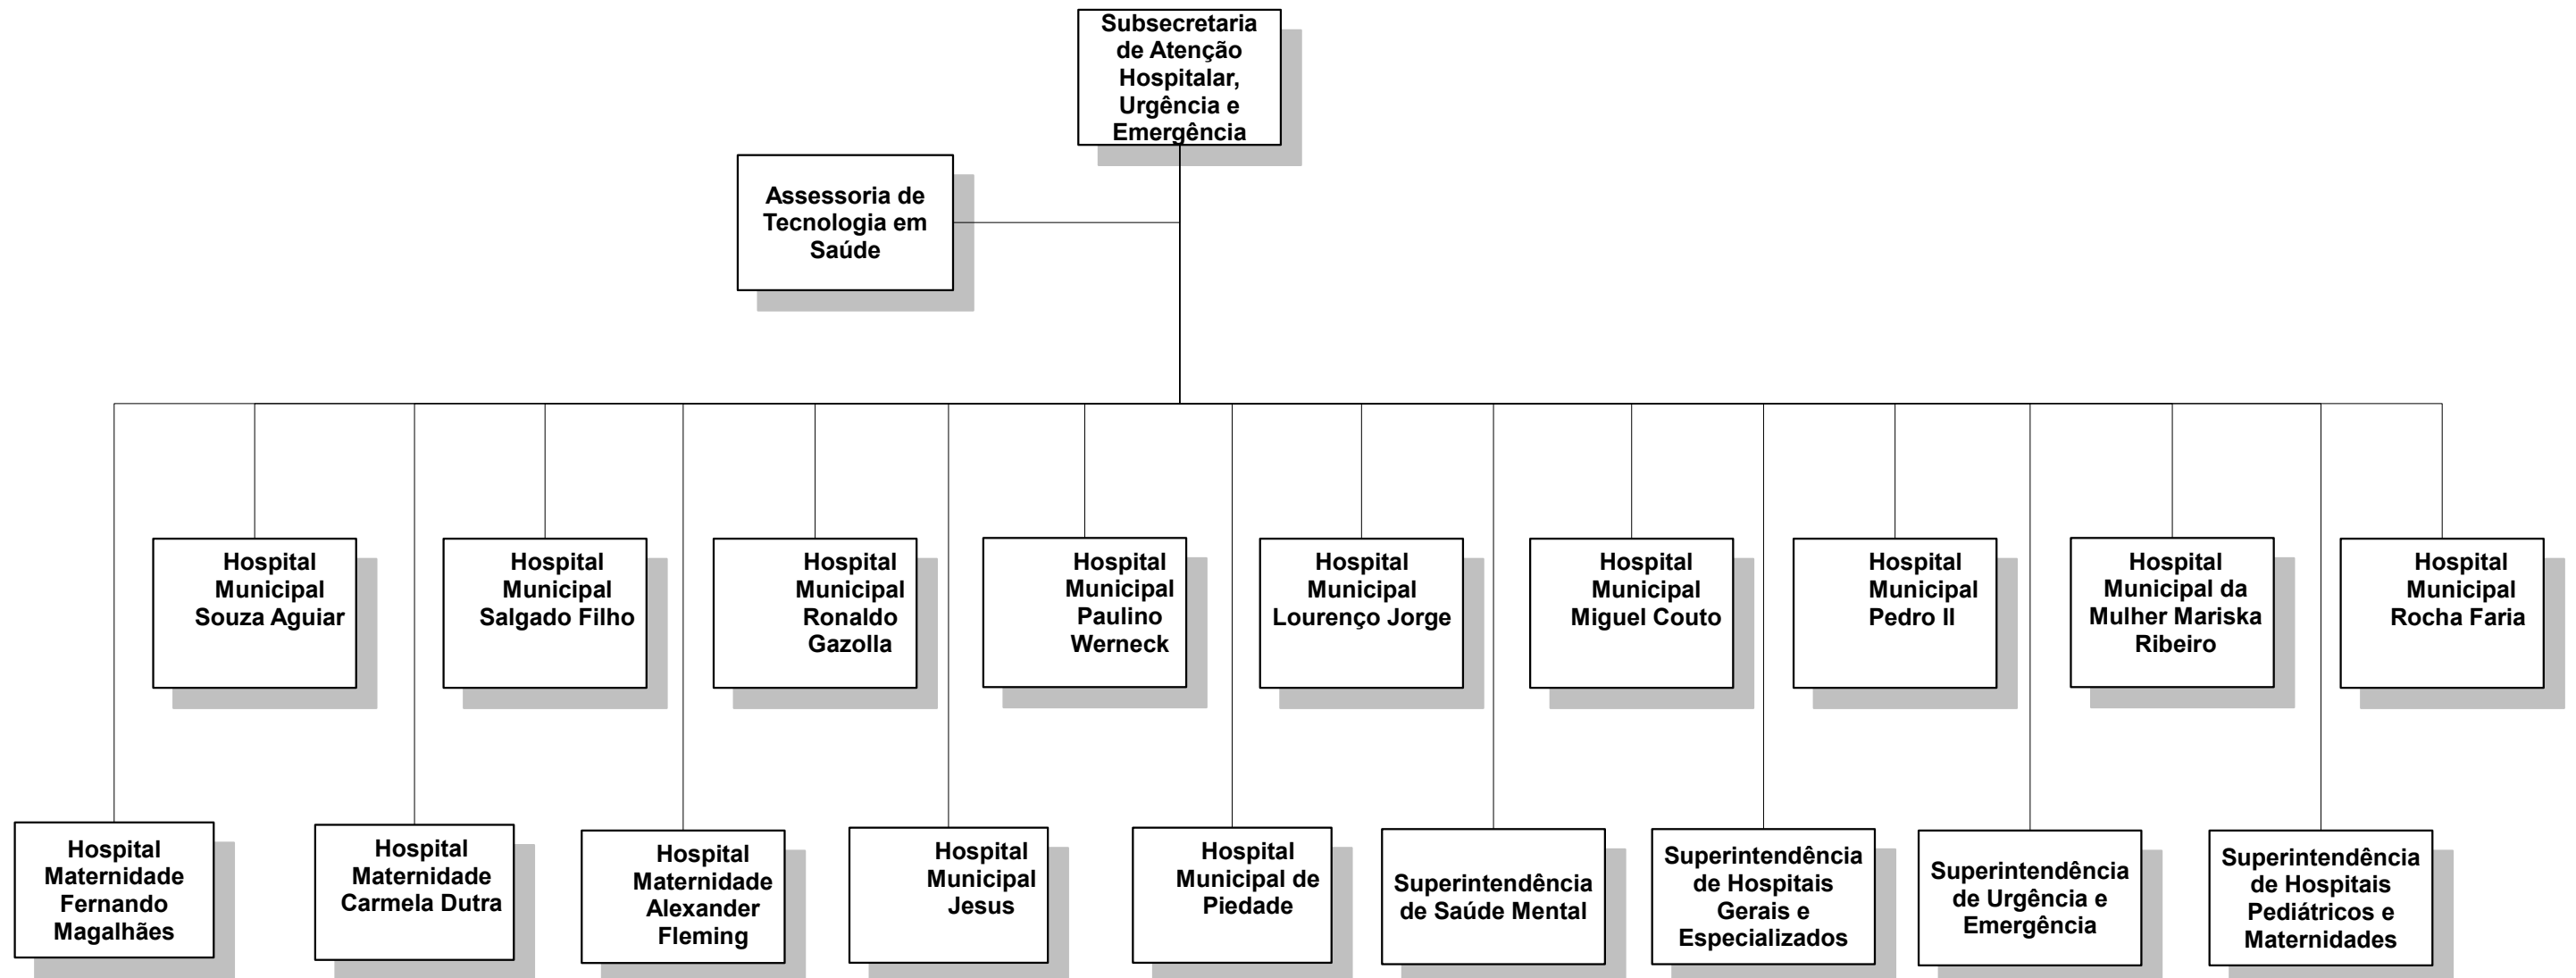 Subsecretaria
de Atenção
Hospitalar,
Urgência e
Emergência
Assessoria de
Tecnologia em
Saúde
Hospital
Municipal
Souza Aguiar
Hospital
Municipal
Salgado Filho
Hospital
Municipal
Ronaldo
Gazolla
Hospital
Municipal
Paulino
Werneck
Hospital
Municipal
Lourenço Jorge
Hospital
Municipal
Miguel Couto
Hospital
Municipal
Pedro II
Hospital
Municipal da
Mulher Mariska
Ribeiro
Hospital
Municipal
Rocha Faria
Hospital
Maternidade
Fernando
Magalhães
Hospital
Maternidade
Carmela Dutra
Hospital
Maternidade
Alexander
Fleming
Hospital
Municipal
Jesus
Hospital
Municipal de
Piedade
Superintendência
de Saúde Mental
Superintendência
de Hospitais
Gerais e
Especializados
Superintendência
de Urgência e
Emergência
Superintendência
de Hospitais
Pediátricos e
Maternidades